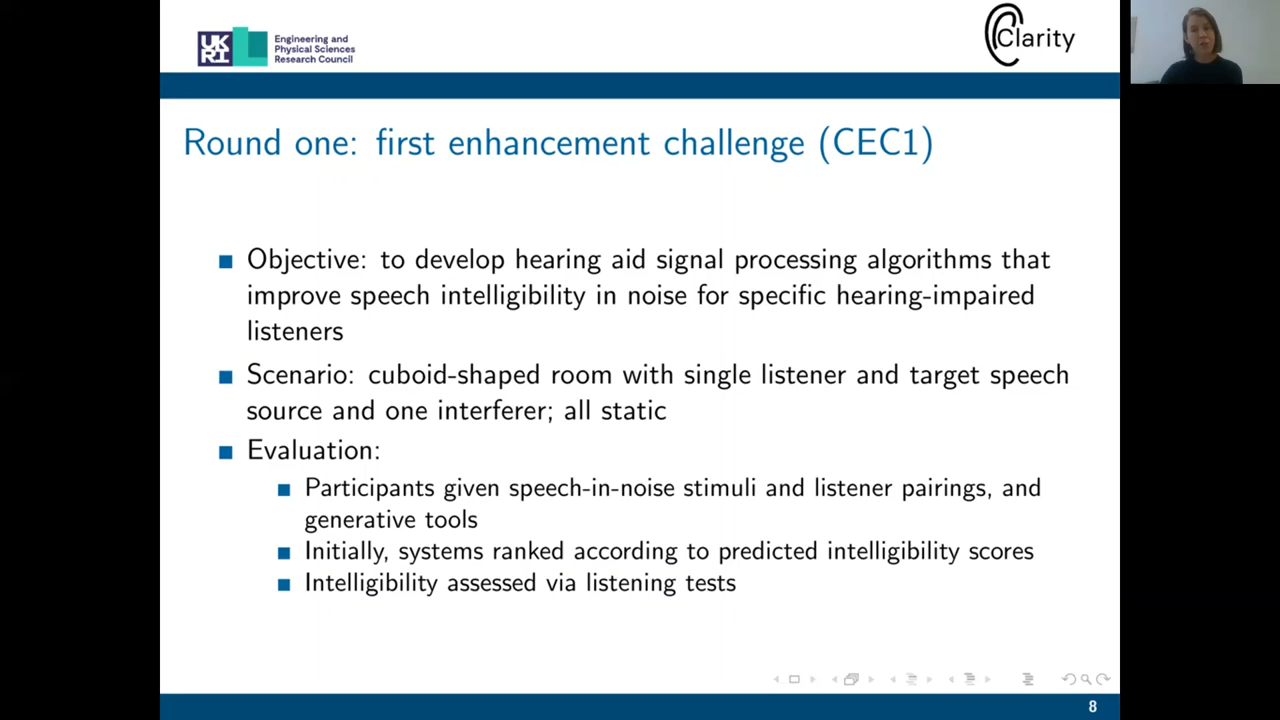 UK
RI
Engineering and
Physical Sciences
Research Council
Clarity
Round one: first enhancement challenge (CEC1)
Objective: to develop hearing aid signal processing algorithms that
improve speech intelligibility in noise for specific hearing-impaired
listeners
Scenario: cuboid-shaped room with single listener and target speech
source and one interferer; all static
Evaluation:
Participants given speech-in-noise stimuli and listener pairings, and
generative tools
Initially, systems ranked according to predicted intelligibility scores
Intelligibility assessed via listening tests
8